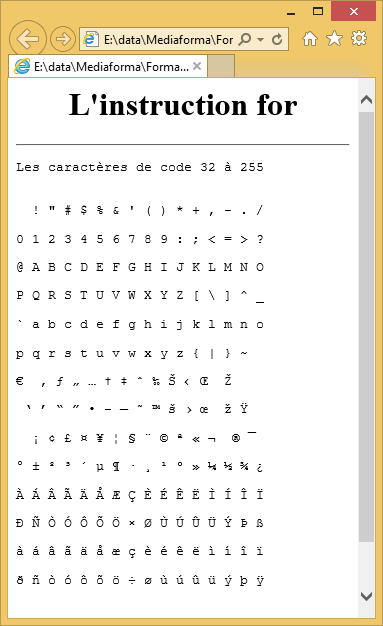 E:\data\Mediaforma\For
E:\data\Mediaforma\Forma...
L'instruction for
Les caractères de code 32 à 255
! " # $ % & ' ( ) * + , - . /
0 1 2 3 4 5 6 7 8 9 : ; < = > ?
@ A B C D E F G H I J K L M N O
P Q R S T U V W X Y Z [ \ ] ^ _
` a b c d e f g h i j k l m n o
p q r s t u v w x y z { | } ~
€ ‚ ƒ „ … † ‡ ˆ ‰ Š ‹ Œ Ž
‘ ’ “ ” • – — ˜ ™ š › œ ž Ÿ
¡ ¢ £ ¤ ¥ ¦ § ¨ © ª « ¬ ® ¯
° ± ² ³ ´ µ ¶ · ¸ ¹ º » ¼ ½ ¾ ¿
À Á Â Ã Ä Å Æ Ç È É Ê Ë Ì Í Î Ï
Ð Ñ Ò Ó Ô Õ Ö × Ø Ù Ú Û Ü Ý Þ ß
à á â ã ä å æ ç è é ê ë ì í î ï
ð ñ ò ó ô õ ö ÷ ø ù ú û ü ý þ ÿ